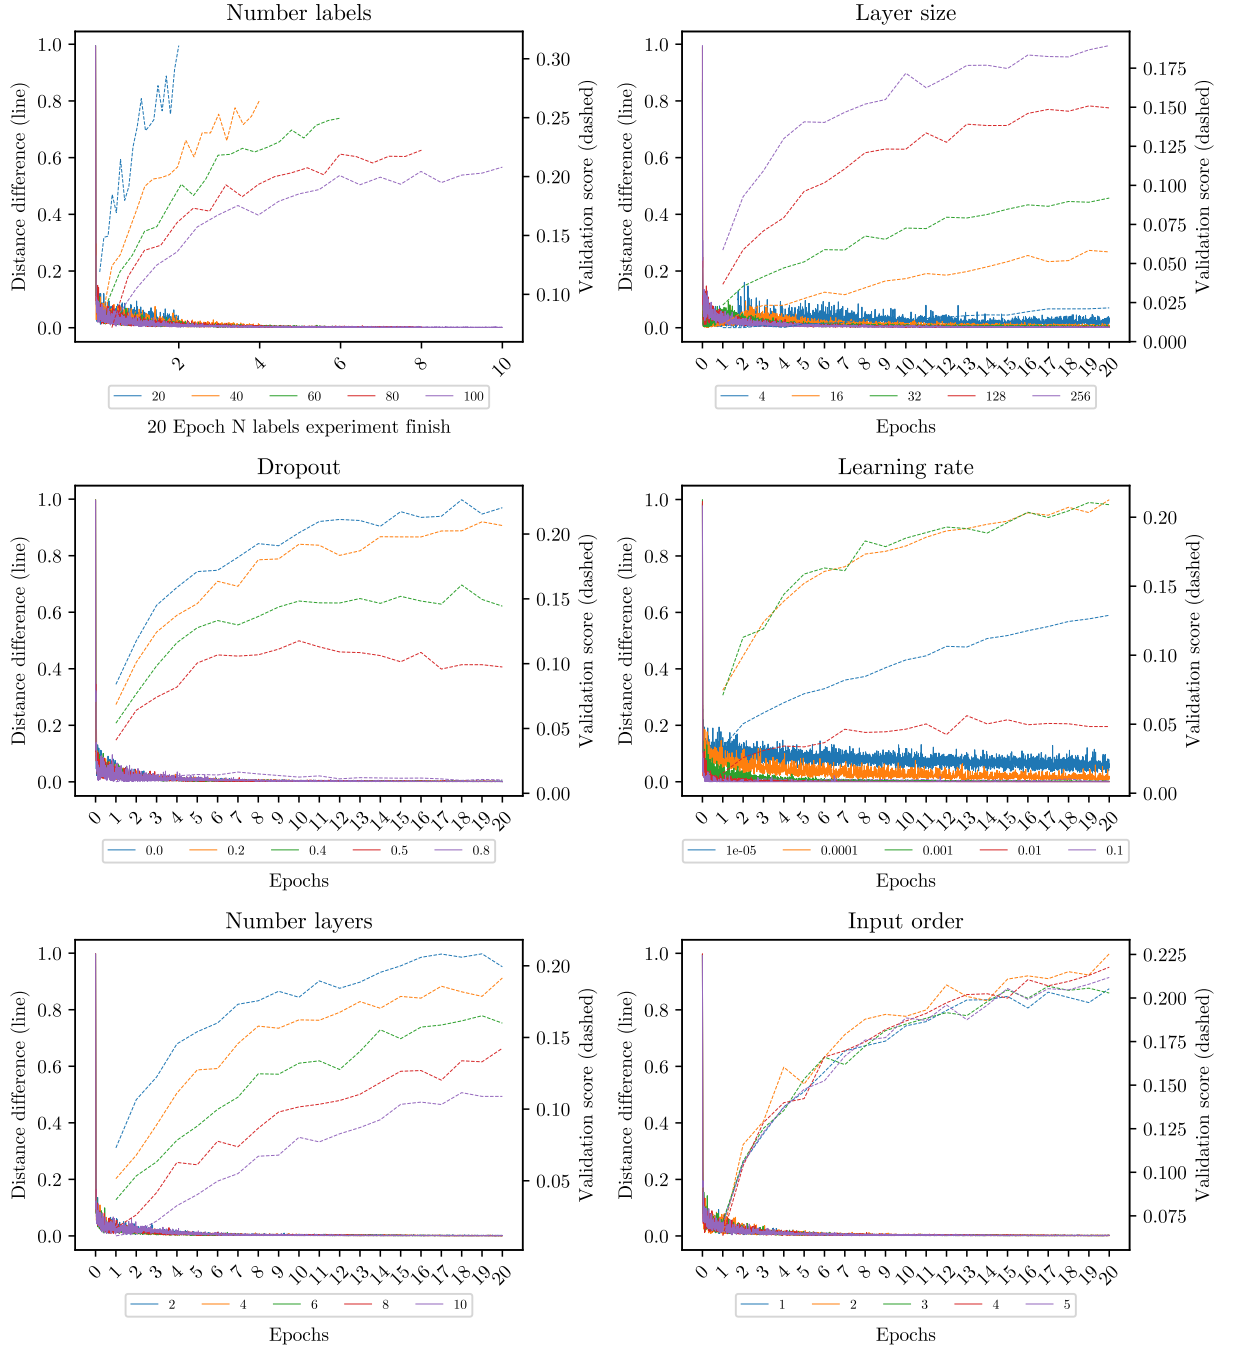 Number labels
Layer size
1.0
0.8
0.6
0.4
0.2
0.0
Distance difference (line)
0.30
0.25
0.20
0.15
0.10
Validation score (dashed)
2
4
6
8
10
20 40 60 80 100
20 Epoch N labels experiment finish
1.0
0.8
0.6
0.4
0.2
0.0
Distance difference (line)
0.175
0.150
0.125
0.100
0.075
0.050
0.025
0.000
Validation score (dashed)
0 1 2 3 4 5 6 7 8 9 10 11 12 13 14 15 16 17 18 19 20
4 16 32 128 256
Epochs
Dropout
Learning rate
1.0
0.8
0.6
0.4
0.2
0.0
Distance difference (line)
0.20
0.15
0.10
0.05
0.00
Validation score (dashed)
0 1 2 3 4 5 6 7 8 9 10 11 12 13 14 15 16 17 18 19 20
0.0 0.2 0.4 0.5 0.8
Epochs
1.0
0.8
0.6
0.4
0.2
0.0
Distance difference (line)
0.20
0.15
0.10
0.05
0.00
Validation score (dashed)
0 1 2 3 4 5 6 7 8 9 10 11 12 13 14 15 16 17 18 19 20
1e-05 0.0001 0.001 0.01 0.1
Epochs
Number layers
Input order
1.0
0.8
0.6
0.4
0.2
0.0
Distance difference (line)
0.20
0.15
0.10
0.05
Validation score (dashed)
0 1 2 3 4 5 6 7 8 9 10 11 12 13 14 15 16 17 18 19 20
2 4 6 8 10
Epochs
1.0
0.8
0.6
0.4
0.2
0.0
Distance difference (line)
0.225
0.200
0.175
0.150
0.125
0.100
0.075
Validation score (dashed)
0 1 2 3 4 5 6 7 8 9 10 11 12 13 14 15 16 17 18 19 20
1 2 3 4 5
Epochs